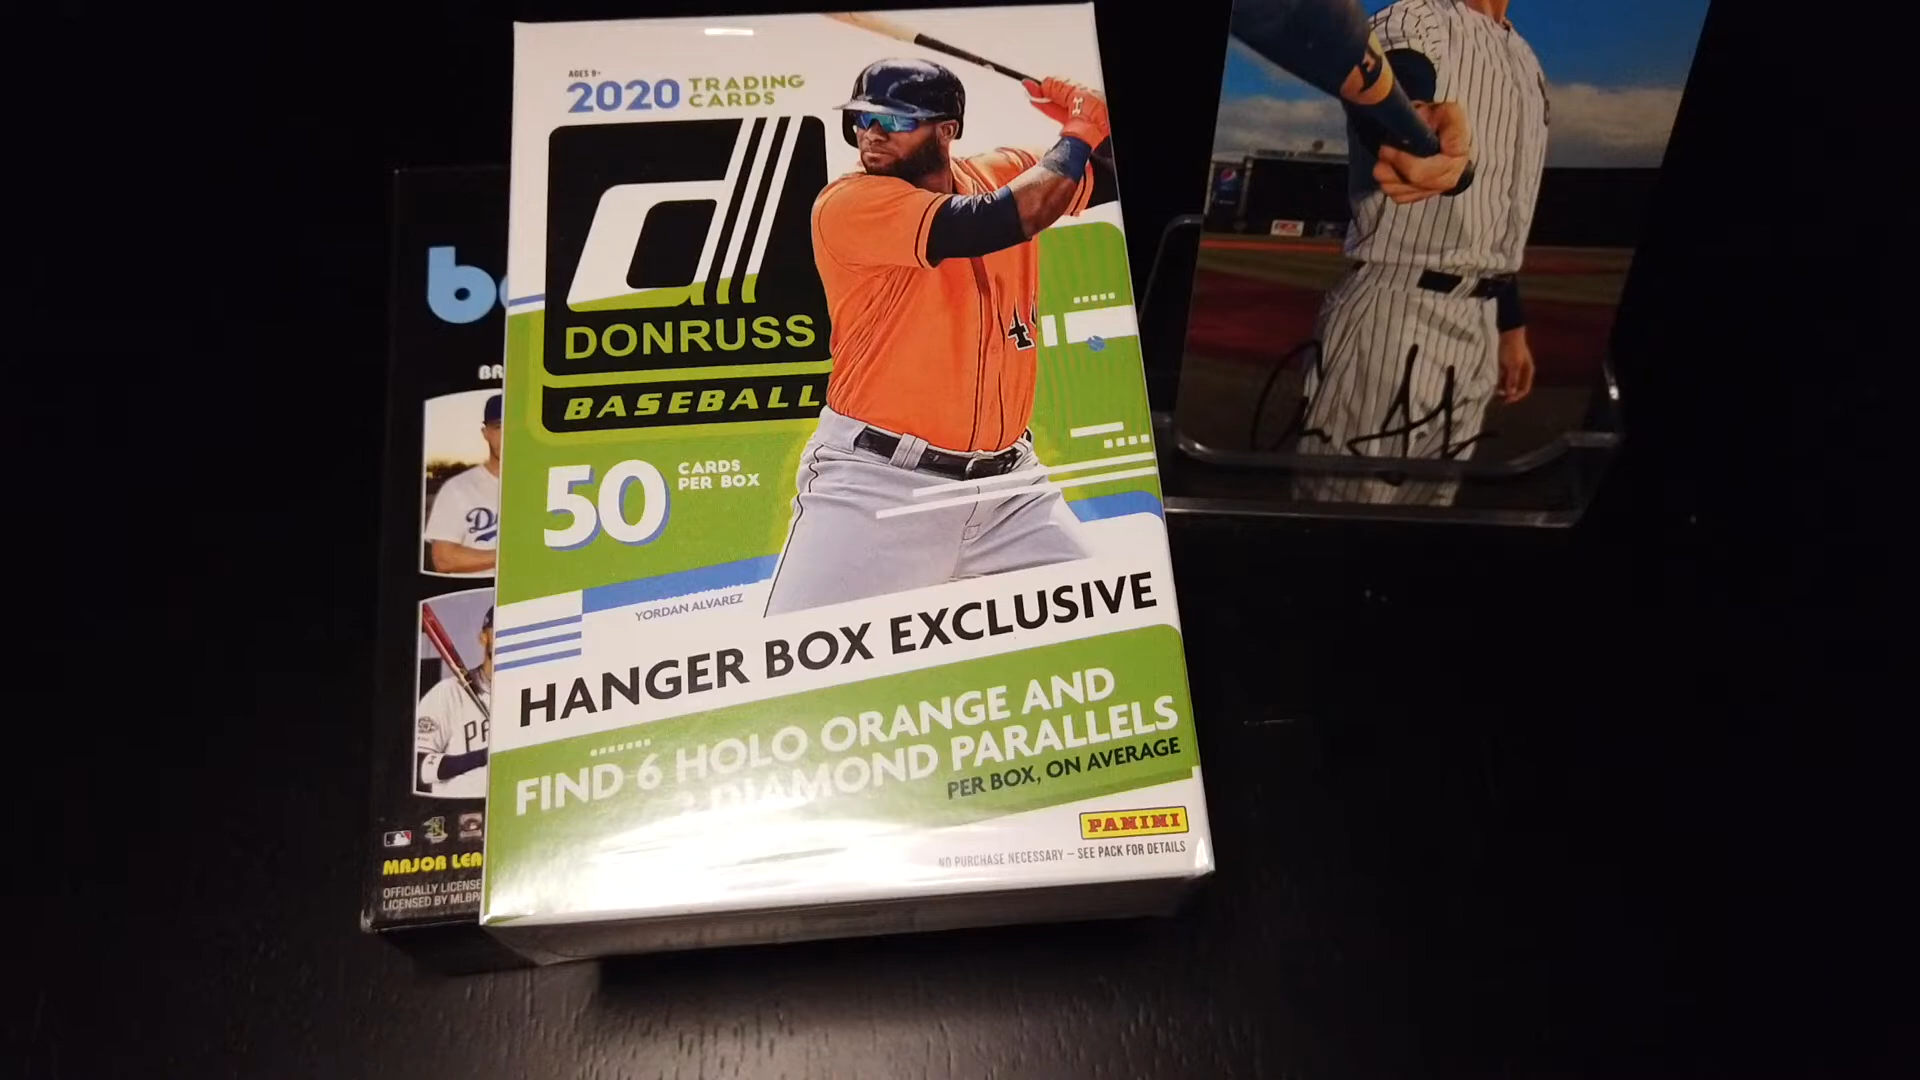 AGES 9+
2020 TRADING
CARDS
DONRUSS
BASEBALL
50 CARDS
PER BOX
YORDAN ALVAREZ
HANGER BOX EXCLUSIVE
FIND 6 HOLO ORANGE AND
DIAMOND PARALLELS
PER BOX, ON AVERAGE
PANINI
NO PURCHASE NECESSARY – SEE PACK FOR DETAILS
b
BR
MAJOR LEA
OFFICIALLY LICENSE
LICENSED BY MLBP